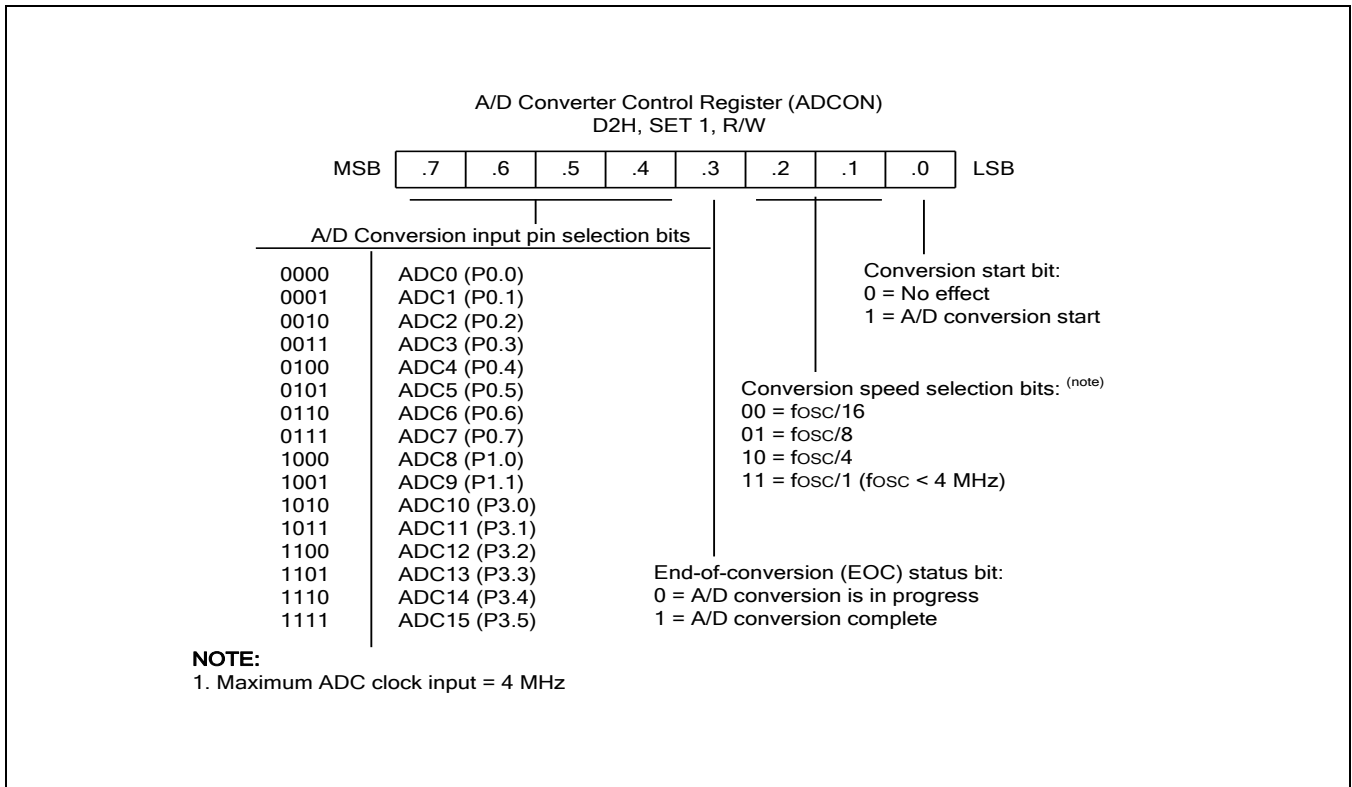 A/D Converter Control Register (ADCON)
D2H, SET 1, R/W
MSB .7 .6 .5 .4 .3 .2 .1 .0 LSB
A/D Conversion input pin selection bits
0000 ADC0 (P0.0)
0001 ADC1 (P0.1)
0010 ADC2 (P0.2)
0011 ADC3 (P0.3)
0100 ADC4 (P0.4)
0101 ADC5 (P0.5)
0110 ADC6 (P0.6)
0111 ADC7 (P0.7)
1000 ADC8 (P1.0)
1001 ADC9 (P1.1)
1010 ADC10 (P3.0)
1011 ADC11 (P3.1)
1100 ADC12 (P3.2)
1101 ADC13 (P3.3)
1110 ADC14 (P3.4)
1111 ADC15 (P3.5)
Conversion start bit:
0 = No effect
1 = A/D conversion start
Conversion speed selection bits: (note)
00 = fOSC/16
01 = fOSC/8
10 = fOSC/4
11 = fOSC/1 (fOSC < 4 MHz)
End-of-conversion (EOC) status bit:
0 = A/D conversion is in progress
1 = A/D conversion complete
NOTE:
1. Maximum ADC clock input = 4 MHz